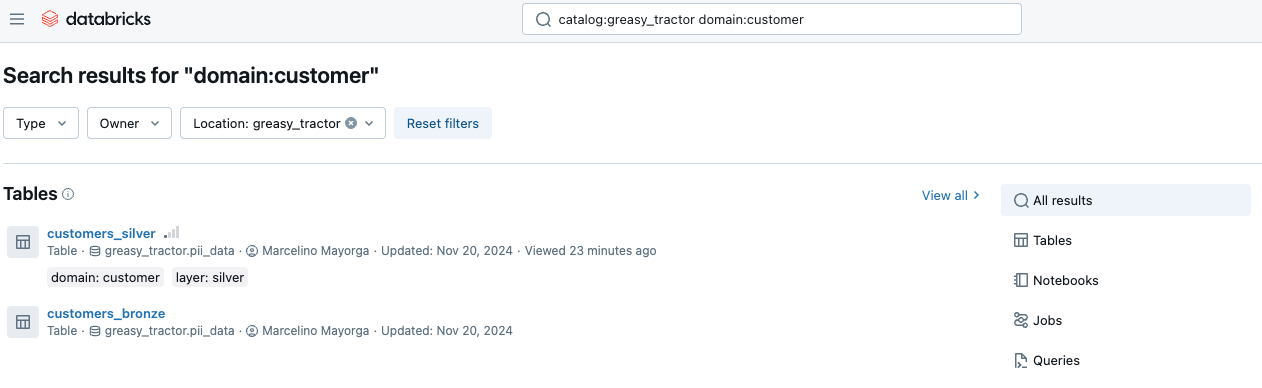 databricks
catalog:greasy_tractor domain:customer
Search results for "domain:customer"
Type
Owner
Location: greasy_tractor
Reset filters
Tables
View all
customers_silver
Table · greasy_tractor.pii_data · Marcelino Mayorga · Updated: Nov 20, 2024 · Viewed 23 minutes ago
domain: customer layer: silver
customers_bronze
Table · greasy_tractor.pii_data · Marcelino Mayorga · Updated: Nov 20, 2024
All results
Tables
Notebooks
Jobs
Queries